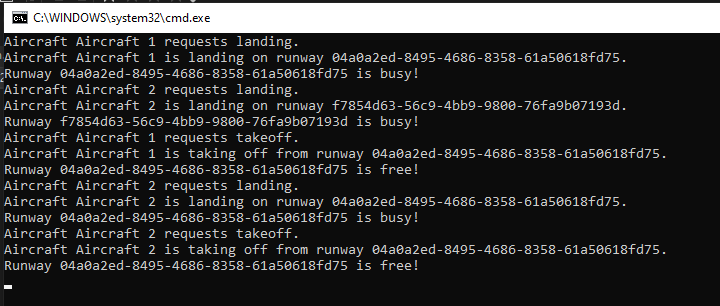 C:\WINDOWS\system32\cmd.exe
Aircraft Aircraft 1 requests landing.
Aircraft Aircraft 1 is landing on runway 04a0a2ed-8495-4686-8358-61a50618fd75.
Runway 04a0a2ed-8495-4686-8358-61a50618fd75 is busy!
Aircraft Aircraft 2 requests landing.
Aircraft Aircraft 2 is landing on runway f7854d63-56c9-4bb9-9800-76fa9b07193d.
Runway f7854d63-56c9-4bb9-9800-76fa9b07193d is busy!
Aircraft Aircraft 1 requests takeoff.
Aircraft Aircraft 1 is taking off from runway 04a0a2ed-8495-4686-8358-61a50618fd75.
Runway 04a0a2ed-8495-4686-8358-61a50618fd75 is free!
Aircraft Aircraft 2 requests landing.
Aircraft Aircraft 2 is landing on runway 04a0a2ed-8495-4686-8358-61a50618fd75.
Runway 04a0a2ed-8495-4686-8358-61a50618fd75 is busy!
Aircraft Aircraft 2 requests takeoff.
Aircraft Aircraft 2 is taking off from runway 04a0a2ed-8495-4686-8358-61a50618fd75.
Runway 04a0a2ed-8495-4686-8358-61a50618fd75 is free!